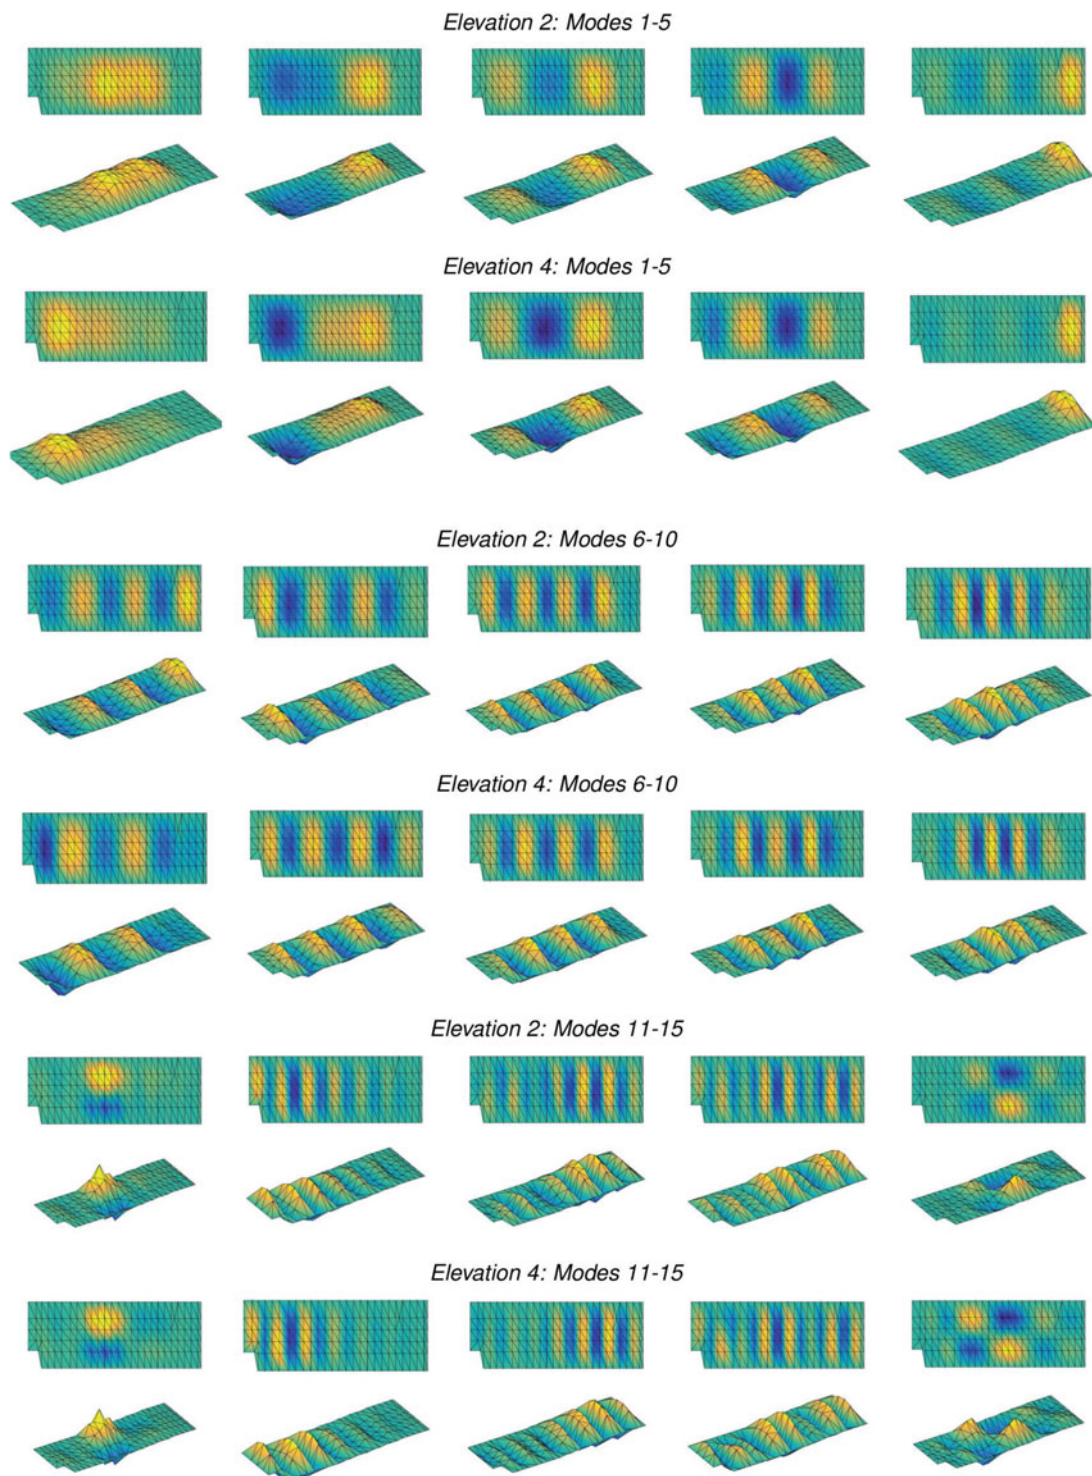 Elevation 2: Modes 1-5
Elevation 4: Modes 1-5
Elevation 2: Modes 6-10
Elevation 4: Modes 6-10
Elevation 2: Modes 11-15
Elevation 4: Modes 11-15